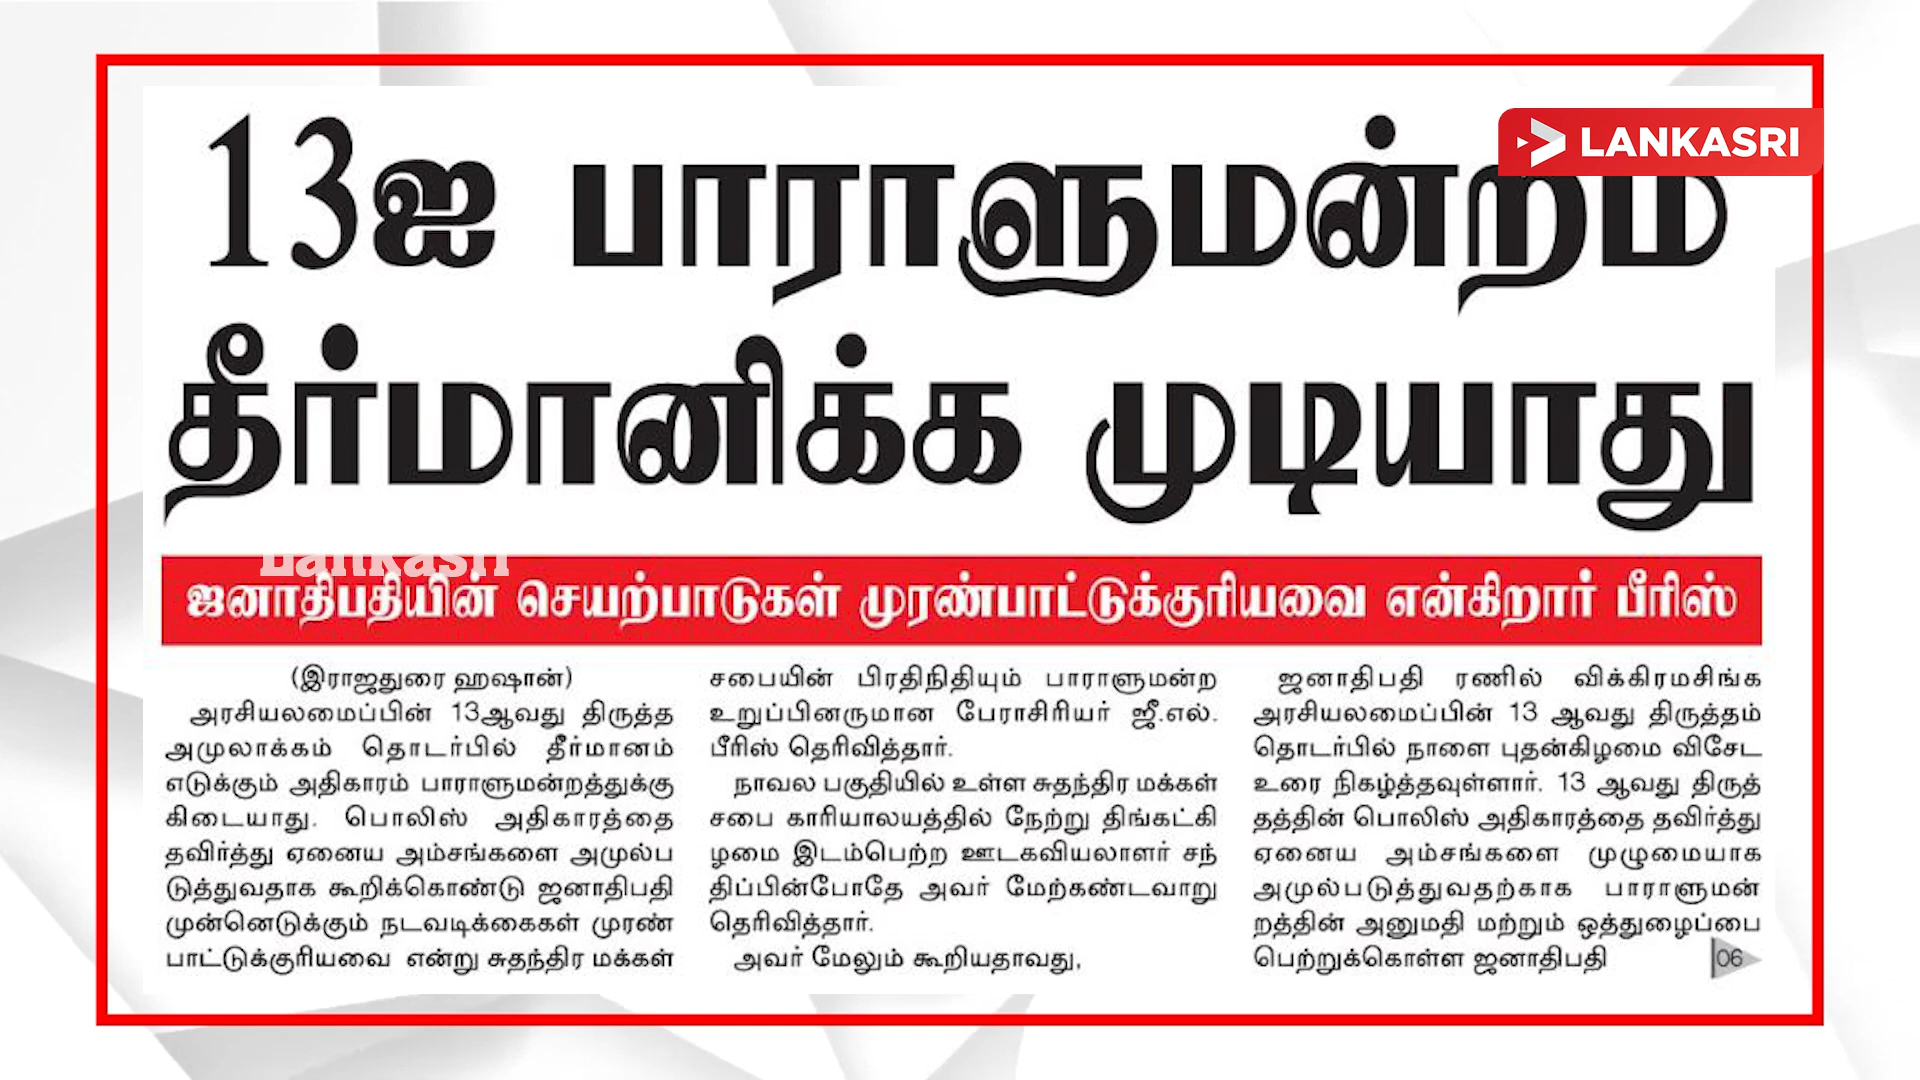 LANKASRI
13ஐ பாராளுமன்றம்
தீர்மானிக்க முடியாது
Lankasri
ஜனாதிபதியின் செயற்பாடுகள் முரண்பாட்டுக்குரியவை என்கிறார் பீரிஸ்
(இராஜதுரை ஹஷான்)
அரசியலமைப்பின் 13ஆவது திருத்த
அமுலாக்கம் தொடர்பில் தீர்மானம்
எடுக்கும் அதிகாரம் பாராளுமன்றத்துக்கு
கிடையாது. பொலிஸ் அதிகாரத்தை
தவிர்த்து ஏனைய அம்சங்களை அமுல்ப
டுத்துவதாக கூறிக்கொண்டு ஜனாதிபதி
முன்னெடுக்கும் நடவடிக்கைகள் முரண்
பாட்டுக்குரியவை என்று சுதந்திர மக்கள்
சபையின் பிரதிநிதியும் பாராளுமன்ற
உறுப்பினருமான பேராசிரியர் ஜீ.எல்.
பீரிஸ் தெரிவித்தார்.
நாவல பகுதியில் உள்ள சுதந்திர மக்கள்
சபை காரியாலயத்தில் நேற்று திங்கட்கி
ழமை இடம்பெற்ற ஊடகவியலாளர் சந்
திப்பின்போதே அவர் மேற்கண்டவாறு
தெரிவித்தார்.
அவர் மேலும் கூறியதாவது,
ஜனாதிபதி ரணில் விக்கிரமசிங்க
அரசியலமைப்பின் 13 ஆவது திருத்தம்
தொடர்பில் நாளை புதன்கிழமை விசேட
உரை நிகழ்த்தவுள்ளார். 13 ஆவது திருத்
தத்தின் பொலிஸ் அதிகாரத்தை தவிர்த்து
ஏனைய அம்சங்களை முழுமையாக
அமுல்படுத்துவதற்காக பாராளுமன்
றத்தின் அனுமதி மற்றும் ஒத்துழைப்பை
பெற்றுக்கொள்ள ஜனாதிபதி
06